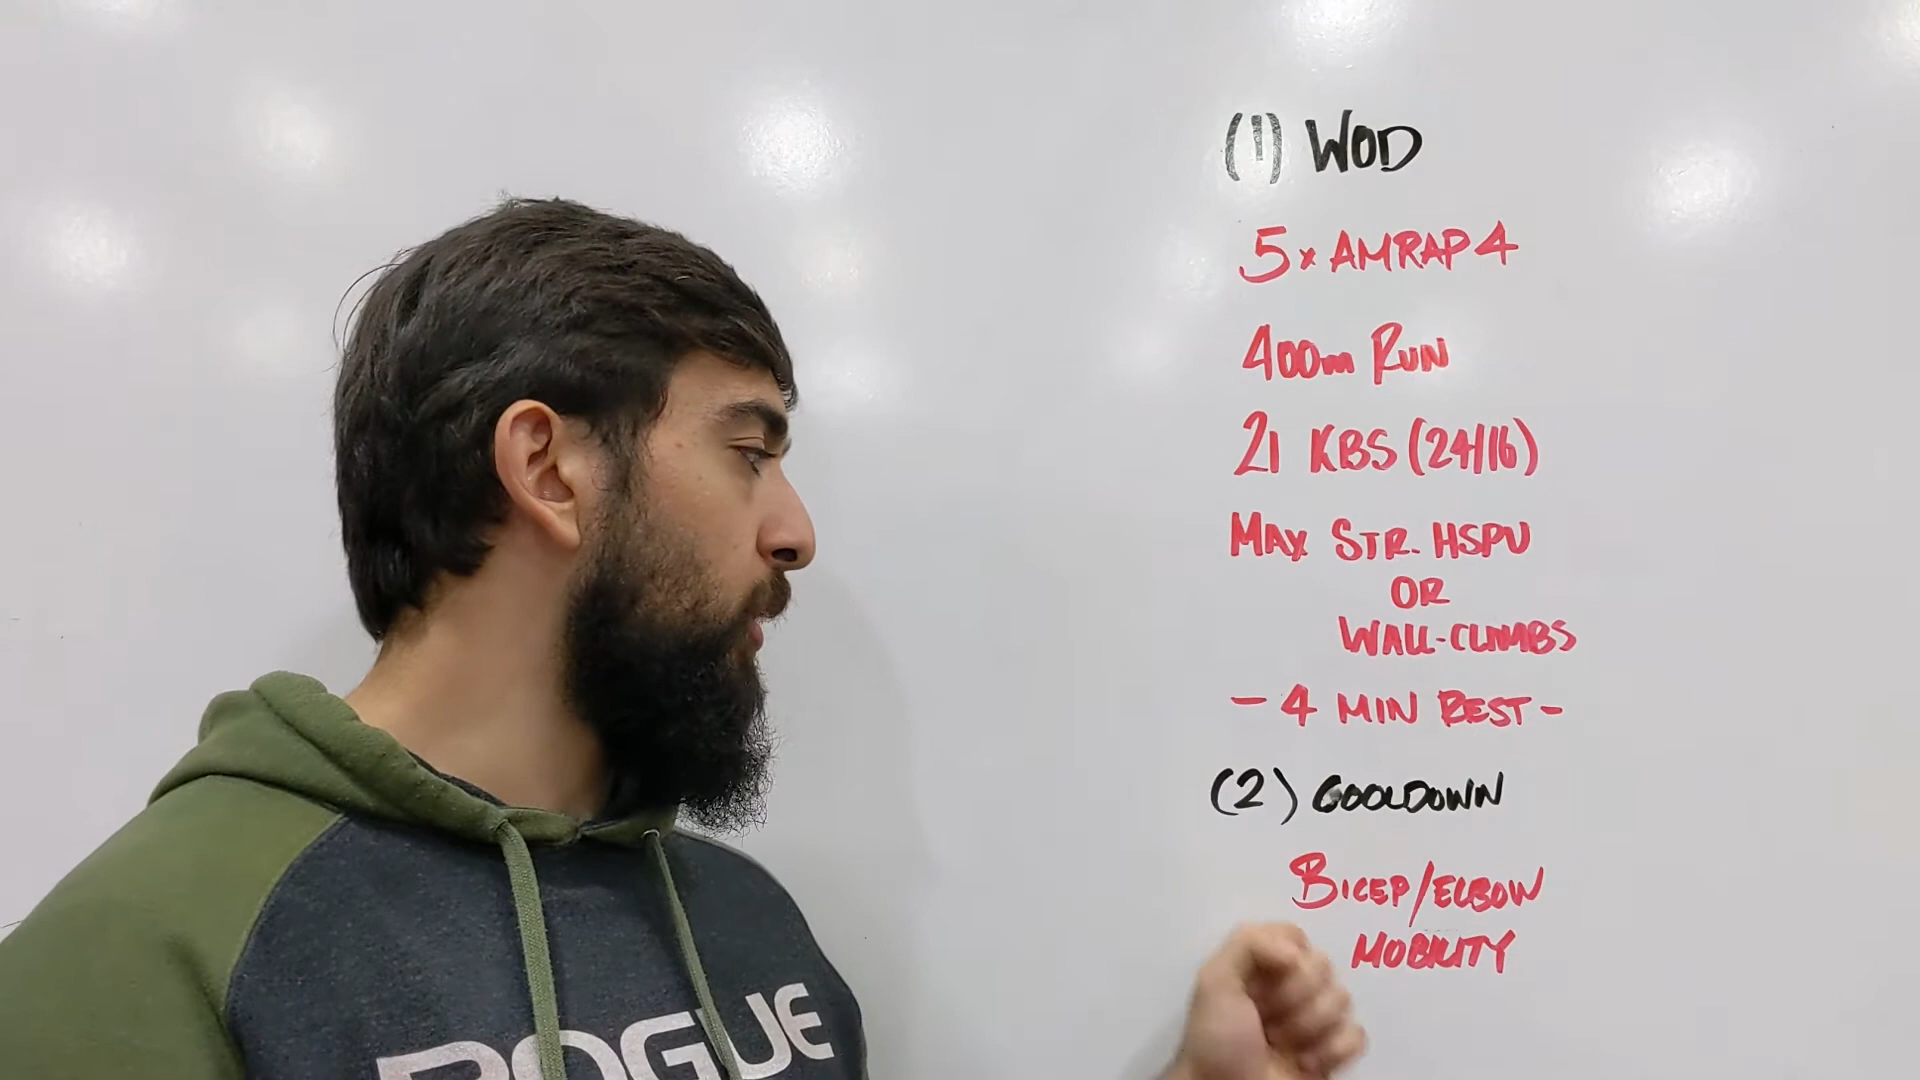 (1) WOD
5 x AMRAP 4
400m RUN
21 KBS (24/16)
MAX STR. HSPU
OR
WALL-CLIMBS
- 4 MIN BEST -
(2) COOLDOWN
BICEP/ELBOW
MOBILITY
ROGUE